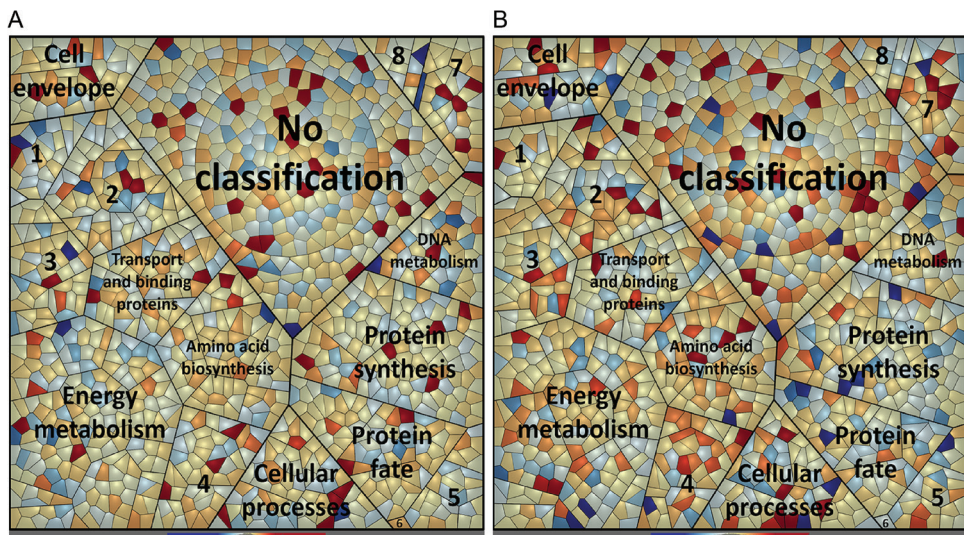 A
Cell
envelope
No
classification
8
7
1
2
3
Transport
and binding
proteins
DNA
metabolism
Amino acid
biosynthesis
Protein
synthesis
Energy
metabolism
Protein
fate
4
Cellular
processes
5
6
B
Cell
envelope
No
classification
8
7
1
2
3
Transport
and binding
proteins
DNA
metabolism
Amino acid
biosynthesis
Protein
synthesis
Energy
metabolism
Protein
fate
4
Cellular
processes
5
6